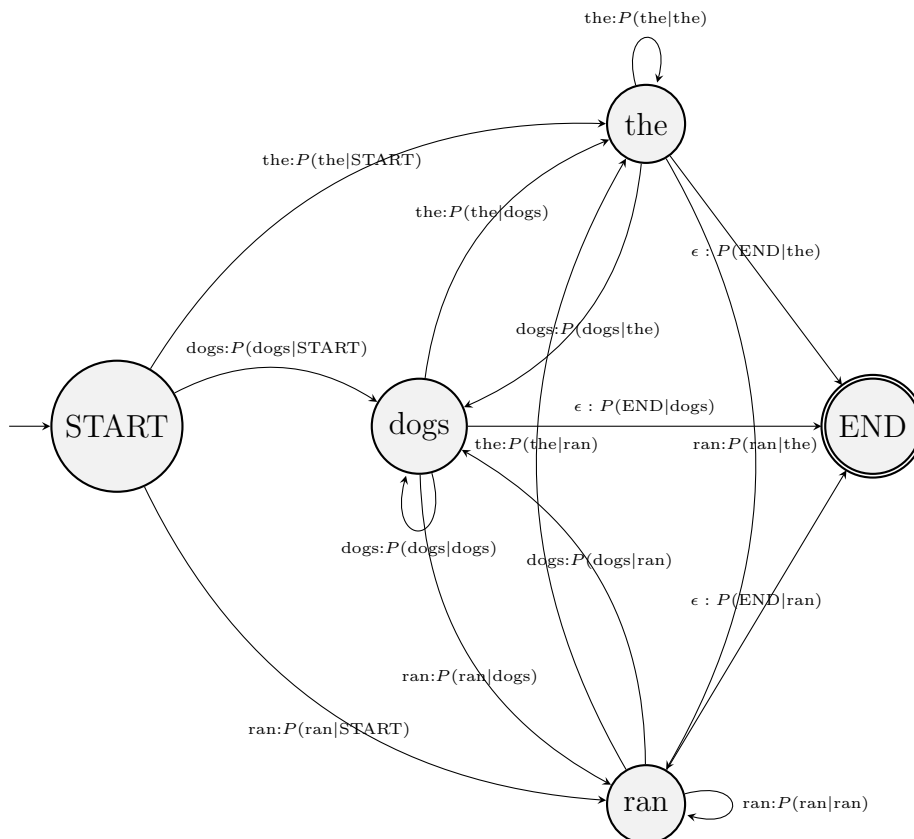 the:P(the|the)
the
the:P(the|START)
the:P(the|dogs)
ϵ : P(END|the)
dogs:P(dogs|the)
dogs:P(dogs|START)
ϵ : P(END|dogs)
START
dogs
END
the:P(the|ran)
ran:P(ran|the)
dogs:P(dogs|dogs)
dogs:P(dogs|ran)
ϵ : P(END|ran)
ran:P(ran|dogs)
ran:P(ran|START)
ran
ran:P(ran|ran)